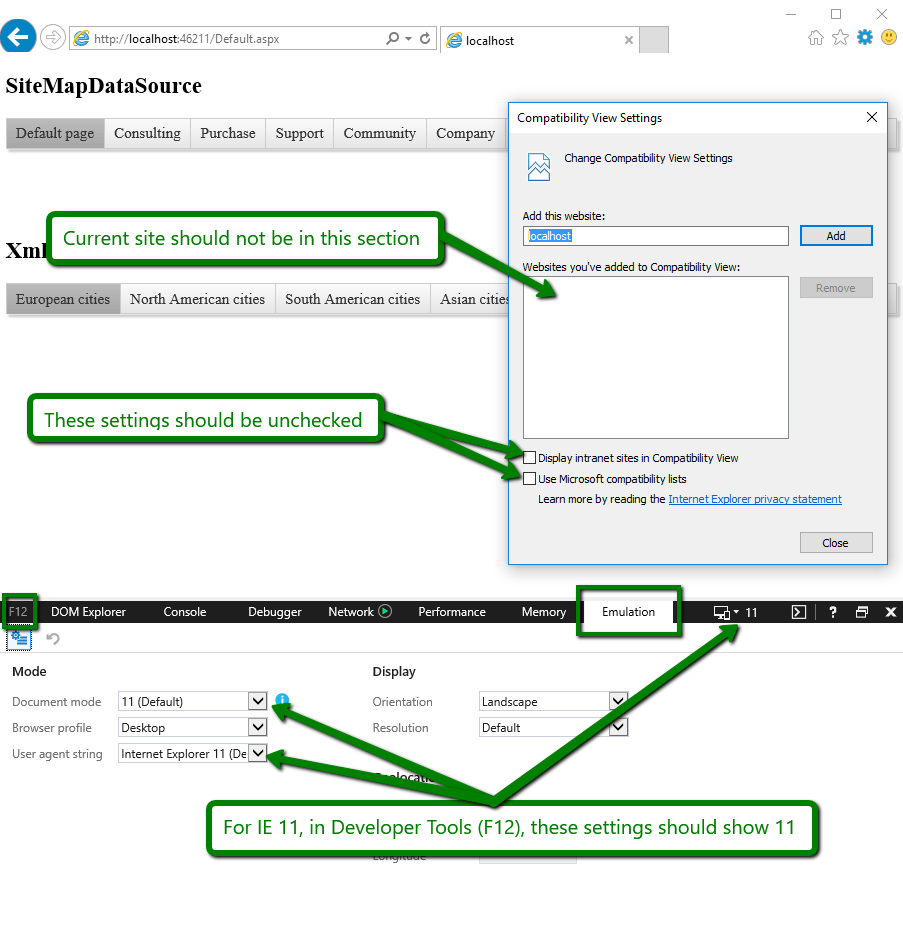 http://localhost:46211/Default.aspx
localhost
SiteMapDataSource
Default page Consulting Purchase Support Community Company
Compatibility View Settings
Change Compatibility View Settings
Add this website:
localhost
Add
Websites you've added to Compatibility View:
Remove
Current site should not be in this section
European cities North American cities South American cities Asian cities
These settings should be unchecked
Display intranet sites in Compatibility View
Use Microsoft compatibility lists
Learn more by reading the Internet Explorer privacy statement
Close
F12 DOM Explorer Console Debugger Network Performance Memory Emulation 11 ?
Mode
Document mode 11 (Default)
Browser profile Desktop
User agent string Internet Explorer 11 (De
Display
Orientation Landscape
Resolution Default
For IE 11, in Developer Tools (F12), these settings should show 11